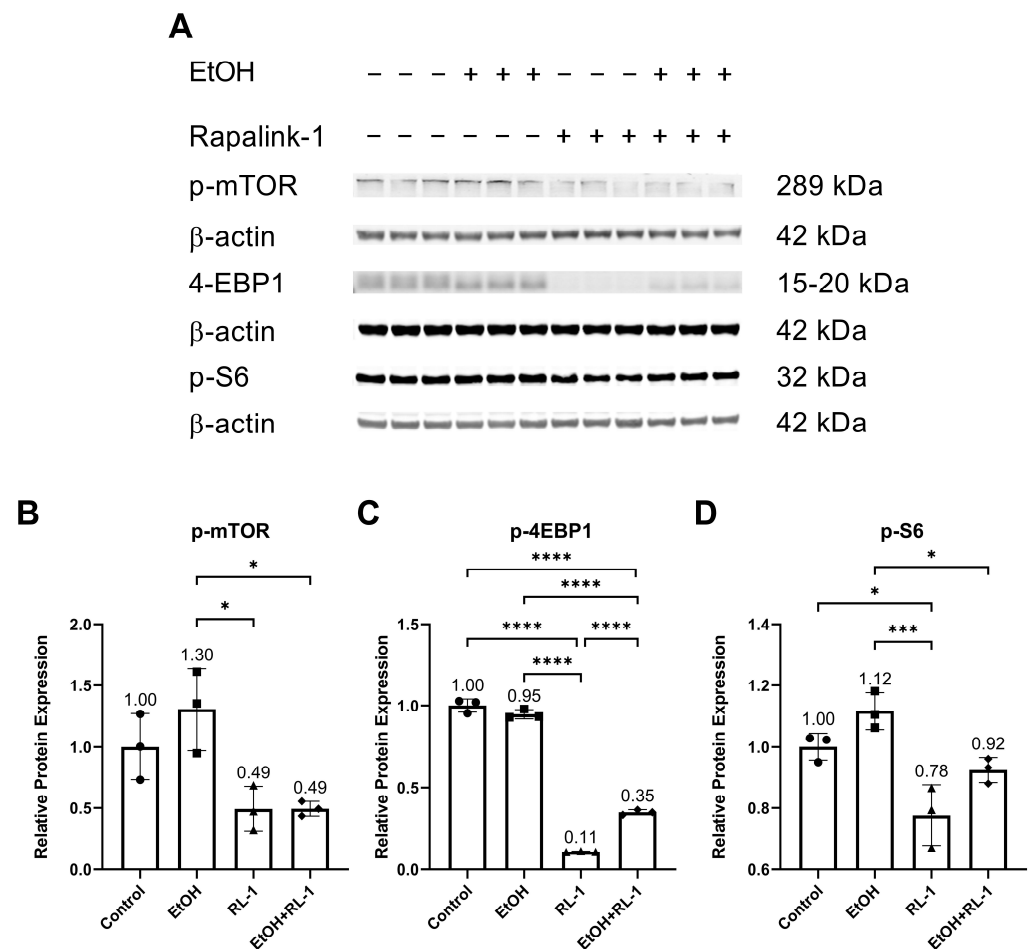 A
EtOH − − − + + + − − − + + +
Rapalink-1 − − − − − − + + + + + +
p-mTOR 289 kDa
β-actin 42 kDa
4-EBP1 15-20 kDa
β-actin 42 kDa
p-S6 32 kDa
β-actin 42 kDa
B
p-mTOR
*
*
Relative Protein Expression
2.0
1.5
1.0
0.5
0.0
1.00
1.30
0.49
0.49
Control
EtOH
RL-1
EtOH+RL-1
C
p-4EBP1
****
****
**** ****
****
Relative Protein Expression
1.5
1.0
0.5
0.0
1.00
0.95
0.11
0.35
Control
EtOH
RL-1
EtOH+RL-1
D
p-S6
*
*
***
Relative Protein Expression
1.4
1.2
1.0
0.8
0.6
1.00
1.12
0.78
0.92
Control
EtOH
RL-1
EtOH+RL-1